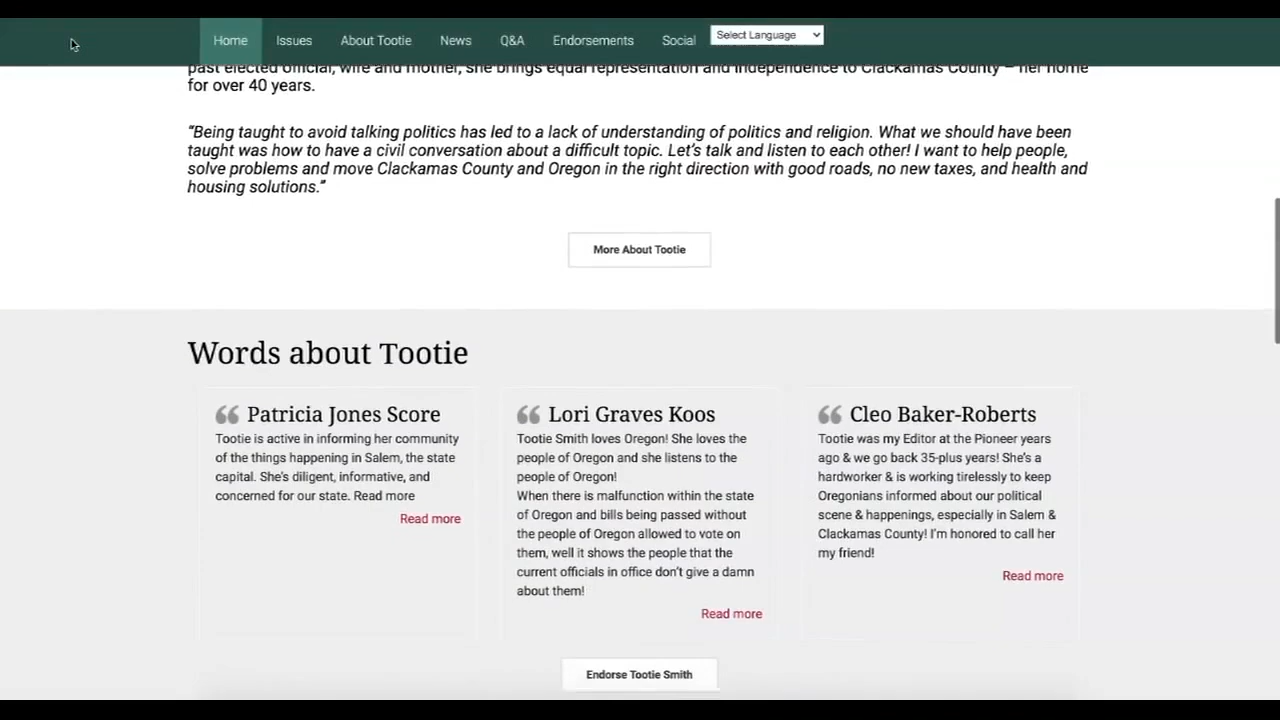 Home Issues About Tootie News Q&A Endorsements Social Select Language
past elected official, wife and mother, she brings equal representation and independence to Clackamas County – her home
for over 40 years.
“Being taught to avoid talking politics has led to a lack of understanding of politics and religion. What we should have been
taught was how to have a civil conversation about a difficult topic. Let’s talk and listen to each other! I want to help people,
solve problems and move Clackamas County and Oregon in the right direction with good roads, no new taxes, and health and
housing solutions.”
More About Tootie
Words about Tootie
Patricia Jones Score
Tootie is active in informing her community
of the things happening in Salem, the state
capital. She’s diligent, informative, and
concerned for our state. Read more
Read more
Lori Graves Koos
Tootie Smith loves Oregon! She loves the
people of Oregon and she listens to the
people of Oregon!
When there is malfunction within the state
of Oregon and bills being passed without
the people of Oregon allowed to vote on
them, well it shows the people that the
current officials in office don’t give a damn
about them!
Read more
Cleo Baker-Roberts
Tootie was my Editor at the Pioneer years
ago & we go back 35-plus years! She’s a
hardworker & is working tirelessly to keep
Oregonians informed about our political
scene & happenings, especially in Salem &
Clackamas County! I’m honored to call her
my friend!
Read more
Endorse Tootie Smith